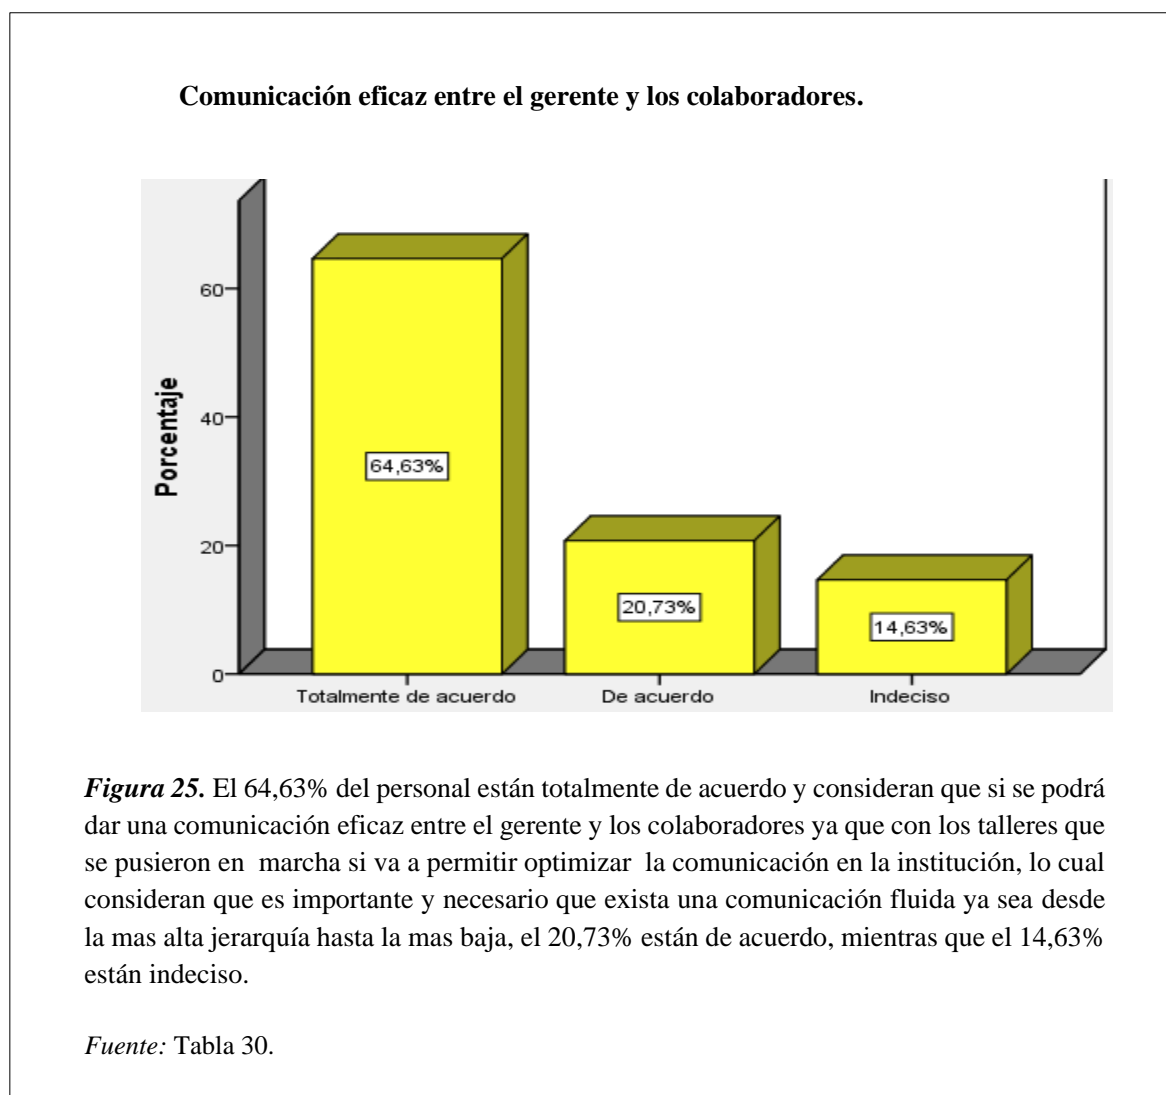 Comunicación eficaz entre el gerente y los colaboradores.
Porcentaje
60
40
20
0
64,63%
20,73%
14,63%
Totalmente de acuerdo
De acuerdo
Indeciso
Figura 25. El 64,63% del personal están totalmente de acuerdo y consideran que si se podrá
dar una comunicación eficaz entre el gerente y los colaboradores ya que con los talleres que
se pusieron en marcha si va a permitir optimizar la comunicación en la institución, lo cual
consideran que es importante y necesario que exista una comunicación fluida ya sea desde
la mas alta jerarquía hasta la mas baja, el 20,73% están de acuerdo, mientras que el 14,63%
están indeciso.
Fuente: Tabla 30.